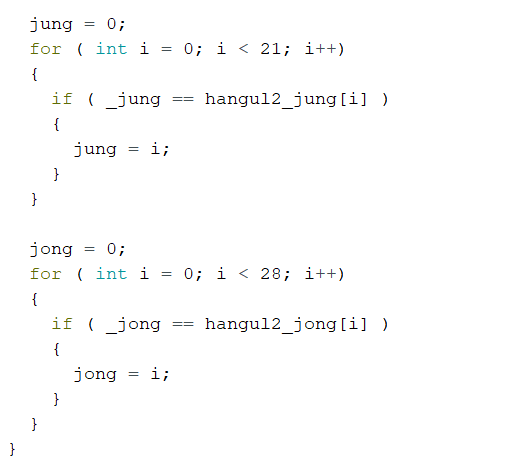 jung = 0;
for ( int i = 0; i < 21; i++)
{
if ( _jung == hangul2_jung[i] )
{
jung = i;
}
}
jong = 0;
for ( int i = 0; i < 28; i++)
{
if ( _jong == hangul2_jong[i] )
{
jong = i;
}
}
}